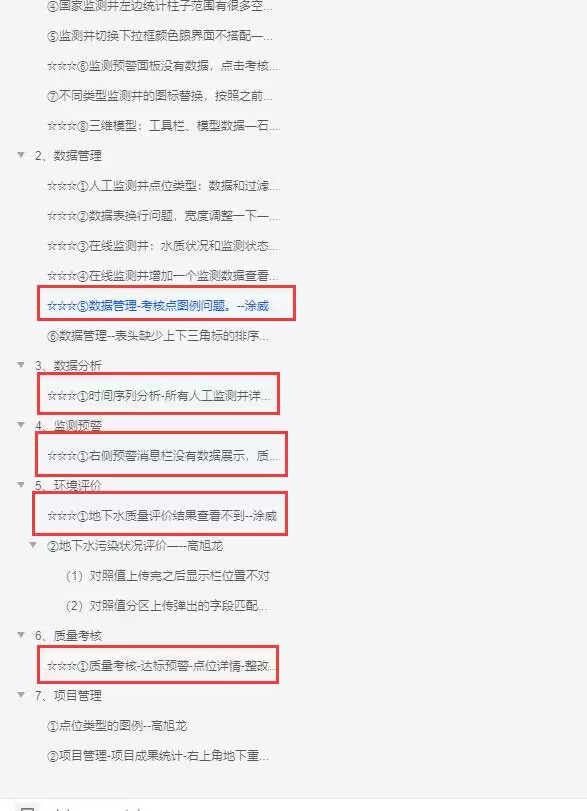 ④国家监测井左边统计柱子范围有很多空...
⑤监测井切换下拉框颜色跟界面不搭配—...
☆☆☆⑥监测预警面板没有数据，点击考核...
⑦不同类型监测井的图标替换，按照之前...
☆☆☆⑧三维模型：工具栏、模型数据—石...
2、数据管理
☆☆☆①人工监测井点位类型：数据和过滤...
☆☆☆②数据表换行问题，宽度调整一下—...
☆☆☆③在线监测井：水质状况和监测状态...
☆☆☆④在线监测井增加一个监测数据查看...
☆☆☆⑤数据管理-考核点图例问题。--涂威
⑥数据管理--表头缺少上下三角标的排序...
3、数据分析
☆☆☆①时间序列分析-所有人工监测井详...
4、监测预警
☆☆☆①右侧预警消息栏没有数据展示，质...
5、环境评价
☆☆☆①地下水质量评价结果查看不到--涂威
②地下水污染状况评价—--高旭龙
（1）对照值上传完之后显示栏位置不对
（2）对照值分区上传弹出的字段匹配...
6、质量考核
☆☆☆①质量考核-达标预警-点位详情-整改...
7、项目管理
①点位类型的图例--高旭龙
②项目管理-项目成果统计-右上角地下重...